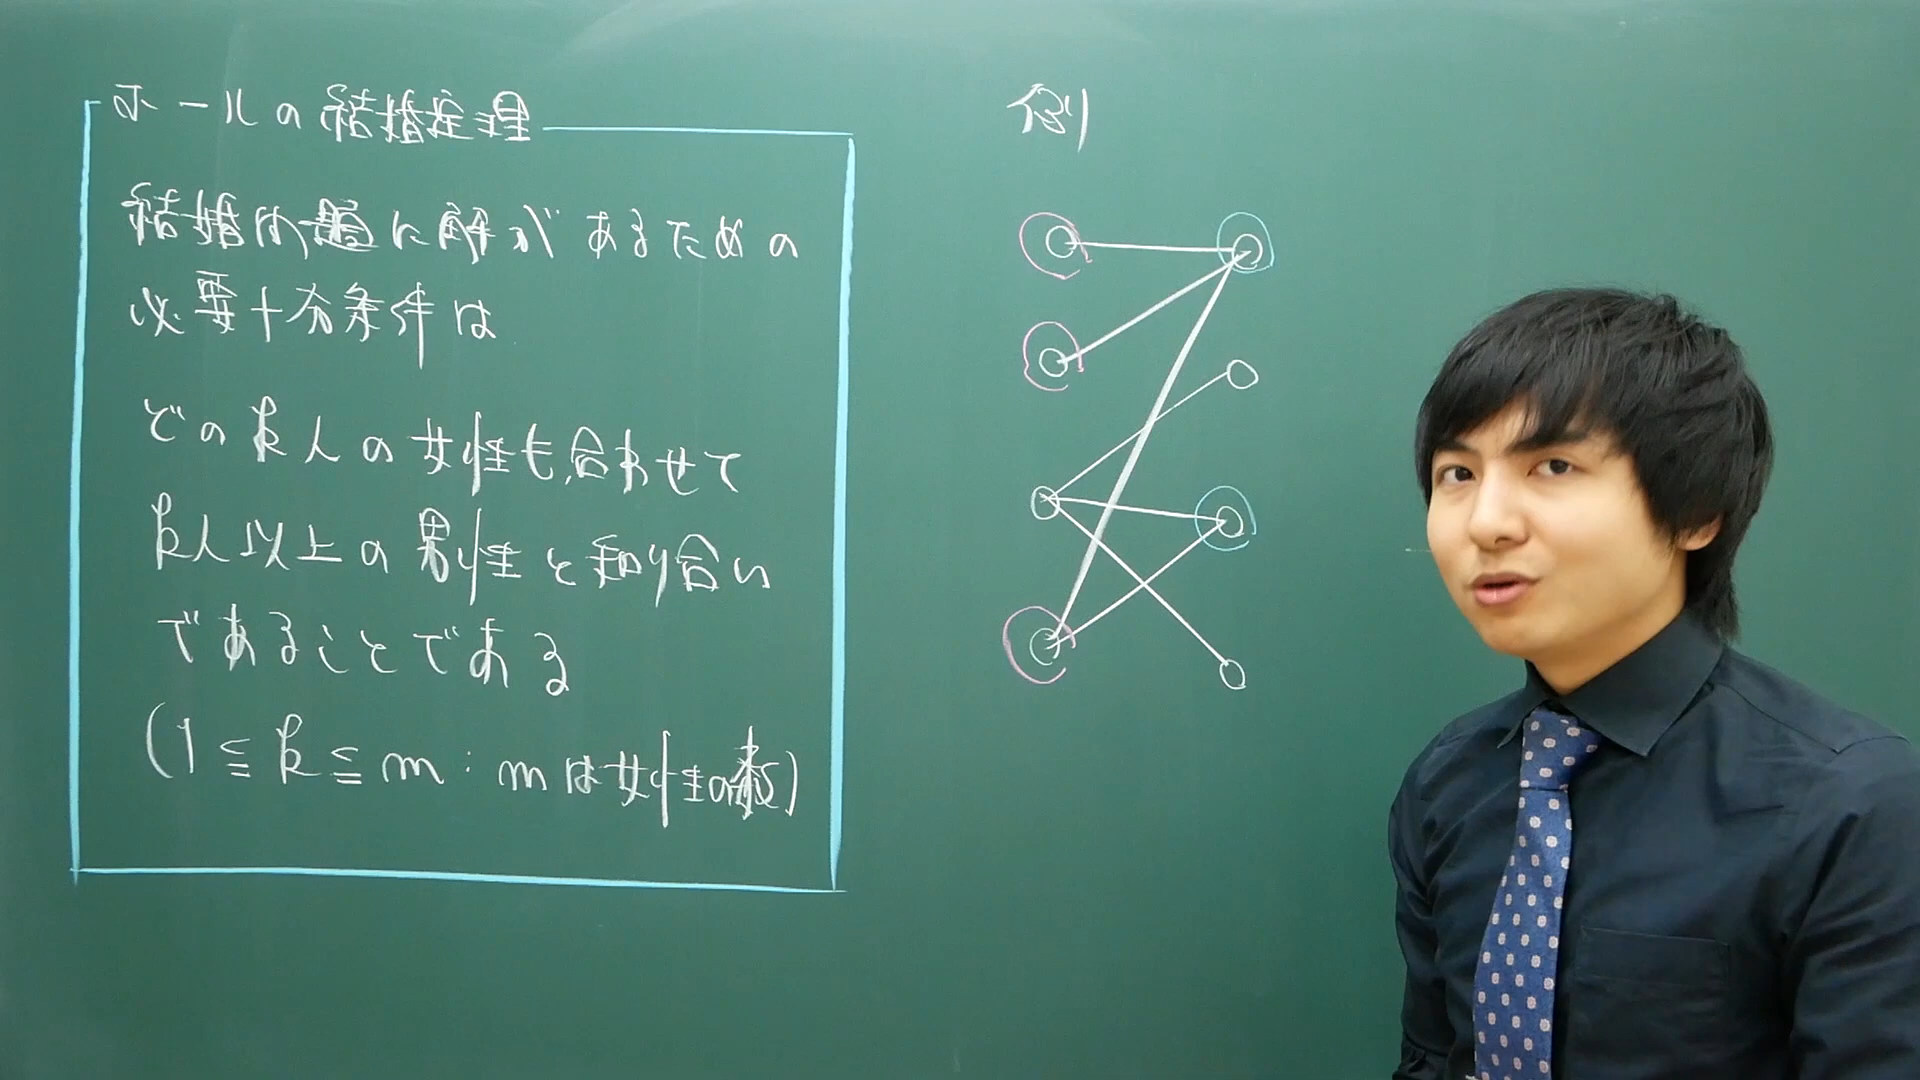 ホールの結婚定理
結婚問題に解があるための
必要十分条件は
どのk人の女性も,合わせて
k人以上の男性と知り合い
であることである
(1≦k≦m:mは女性の数)
例